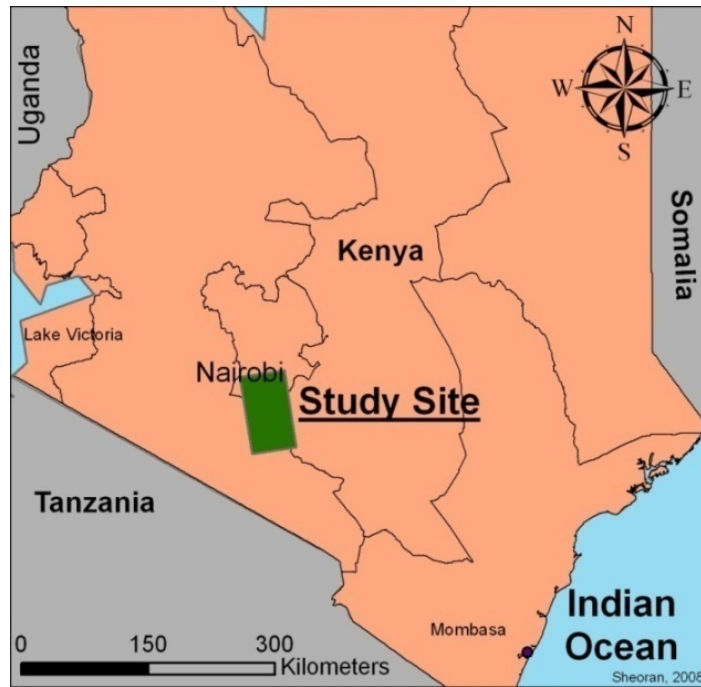 N
W E
S
Uganda
Somalia
Kenya
Lake Victoria
Nairobi
Study Site
Tanzania
Indian
Ocean
Mombasa
0 150 300
Kilometers
Sheoran, 2008